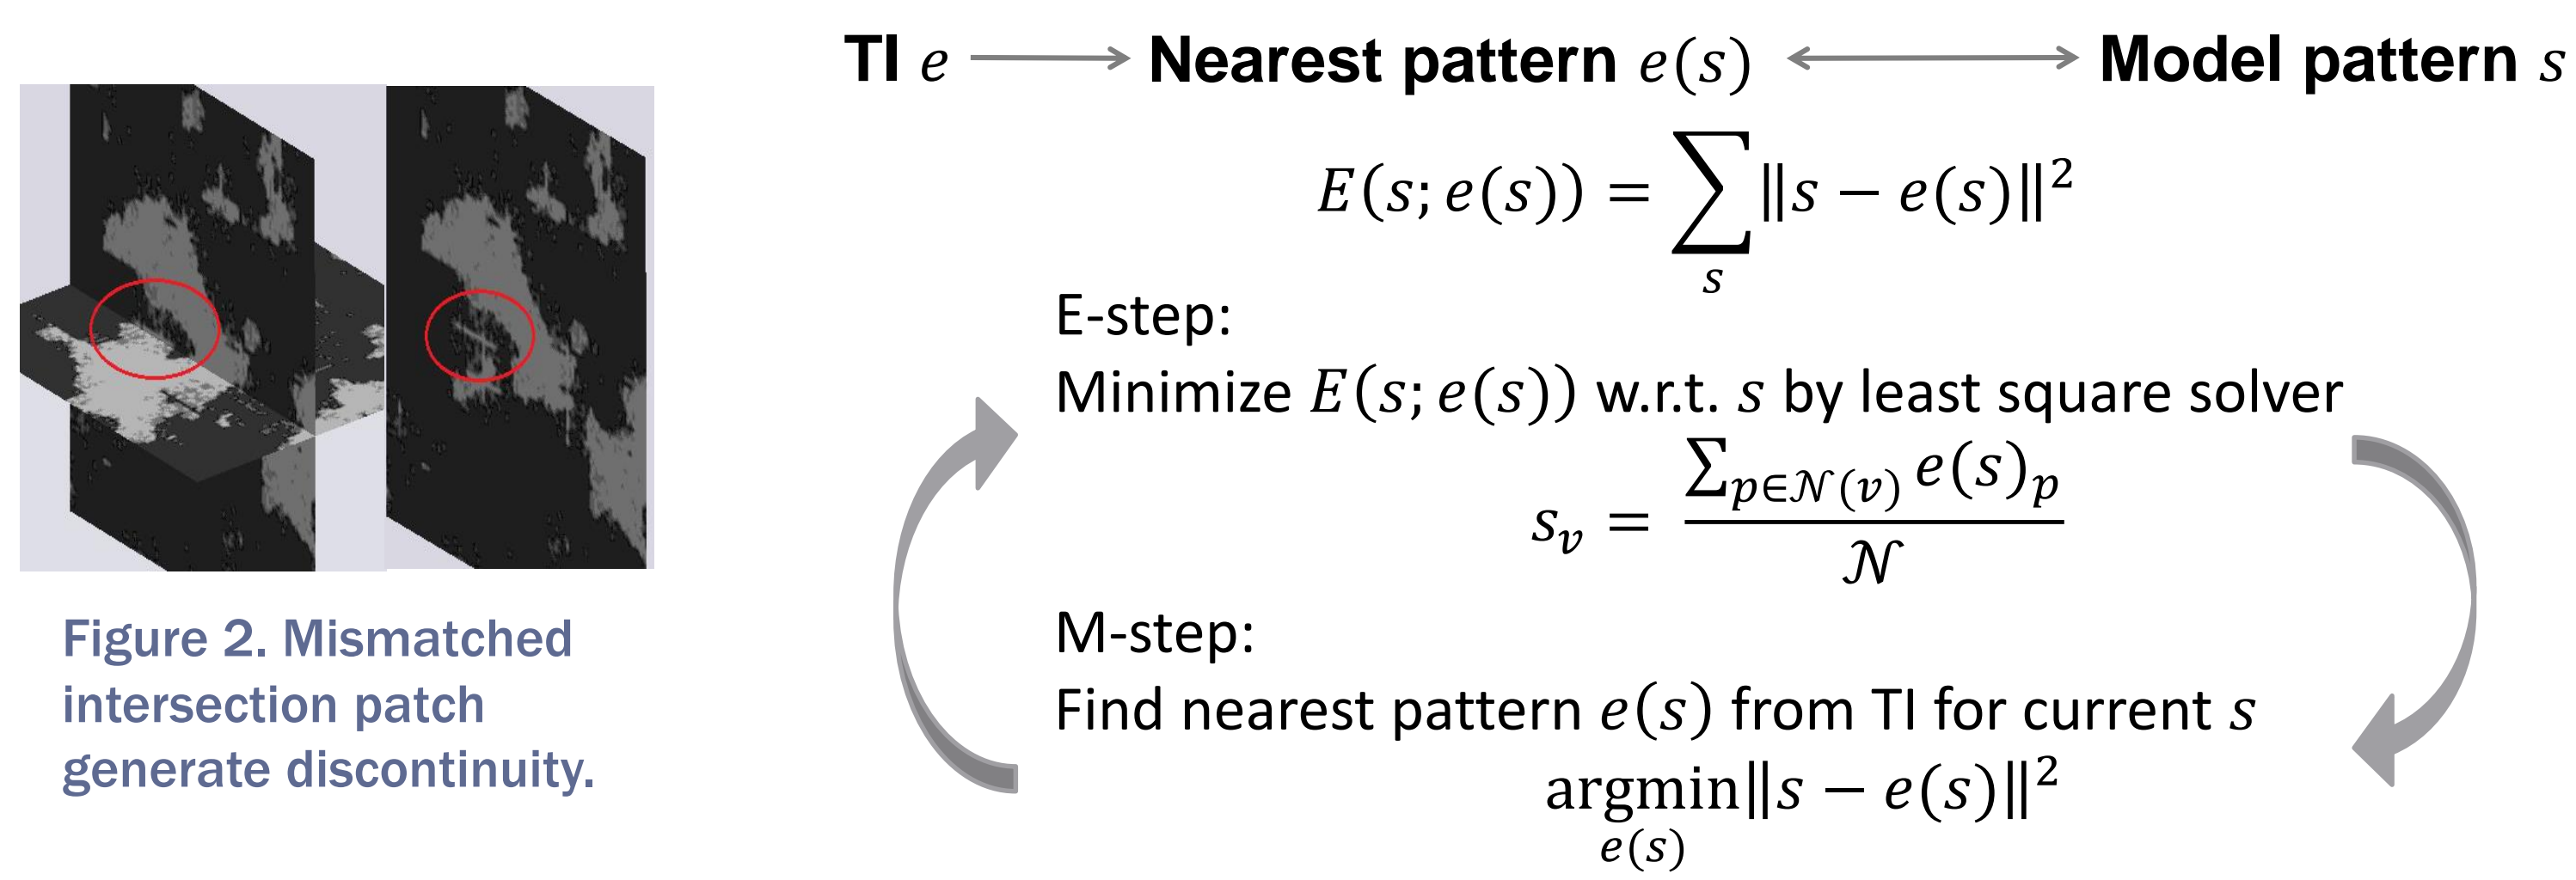 TI e → Nearest pattern e(s) ↔ Model pattern s
E(s; e(s)) = ∑_s ‖s − e(s)‖²
E-step:
Minimize E(s; e(s)) w.r.t. s by least square solver
s_v = ∑_{p∈𝒩(v)} e(s)_p / 𝒩
M-step:
Find nearest pattern e(s) from TI for current s
argmin_{e(s)} ‖s − e(s)‖²
Figure 2. Mismatched
intersection patch
generate discontinuity.